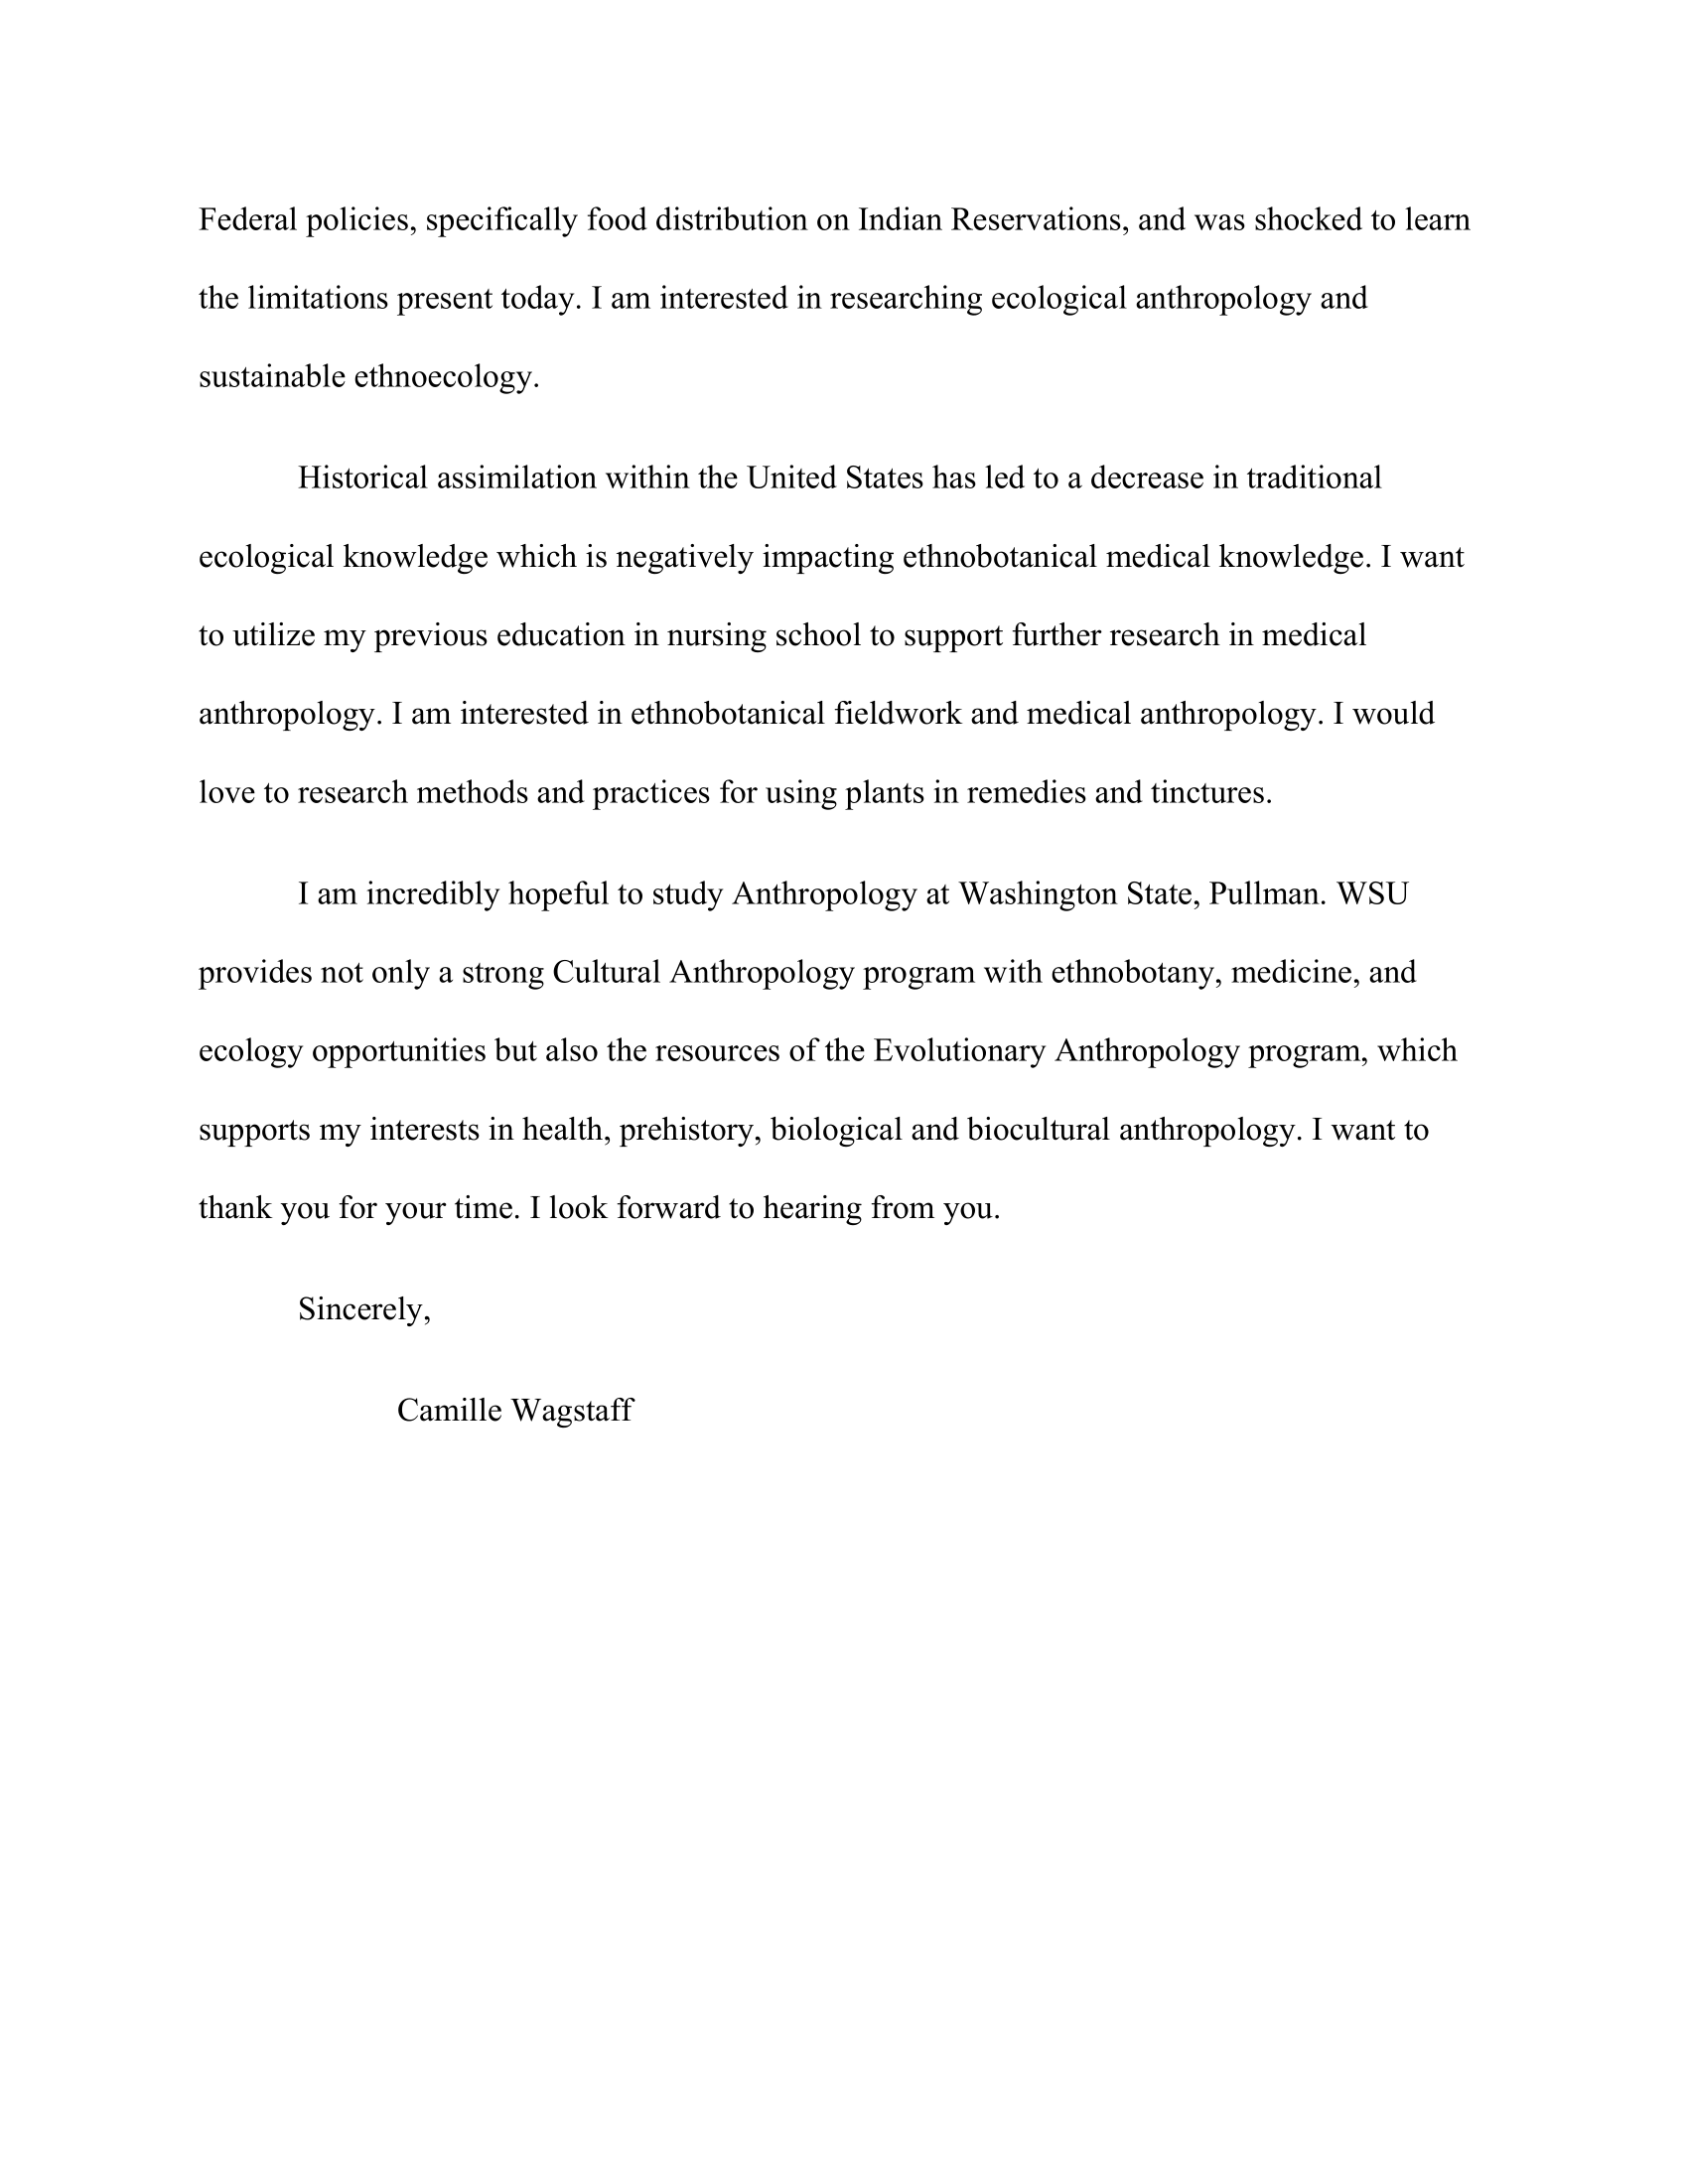 Federal policies, specifically food distribution on Indian Reservations, and was shocked to learn
the limitations present today. I am interested in researching ecological anthropology and
sustainable ethnoecology.
Historical assimilation within the United States has led to a decrease in traditional
ecological knowledge which is negatively impacting ethnobotanical medical knowledge. I want
to utilize my previous education in nursing school to support further research in medical
anthropology. I am interested in ethnobotanical fieldwork and medical anthropology. I would
love to research methods and practices for using plants in remedies and tinctures.
I am incredibly hopeful to study Anthropology at Washington State, Pullman. WSU
provides not only a strong Cultural Anthropology program with ethnobotany, medicine, and
ecology opportunities but also the resources of the Evolutionary Anthropology program, which
supports my interests in health, prehistory, biological and biocultural anthropology. I want to
thank you for your time. I look forward to hearing from you.
Sincerely,
Camille Wagstaff